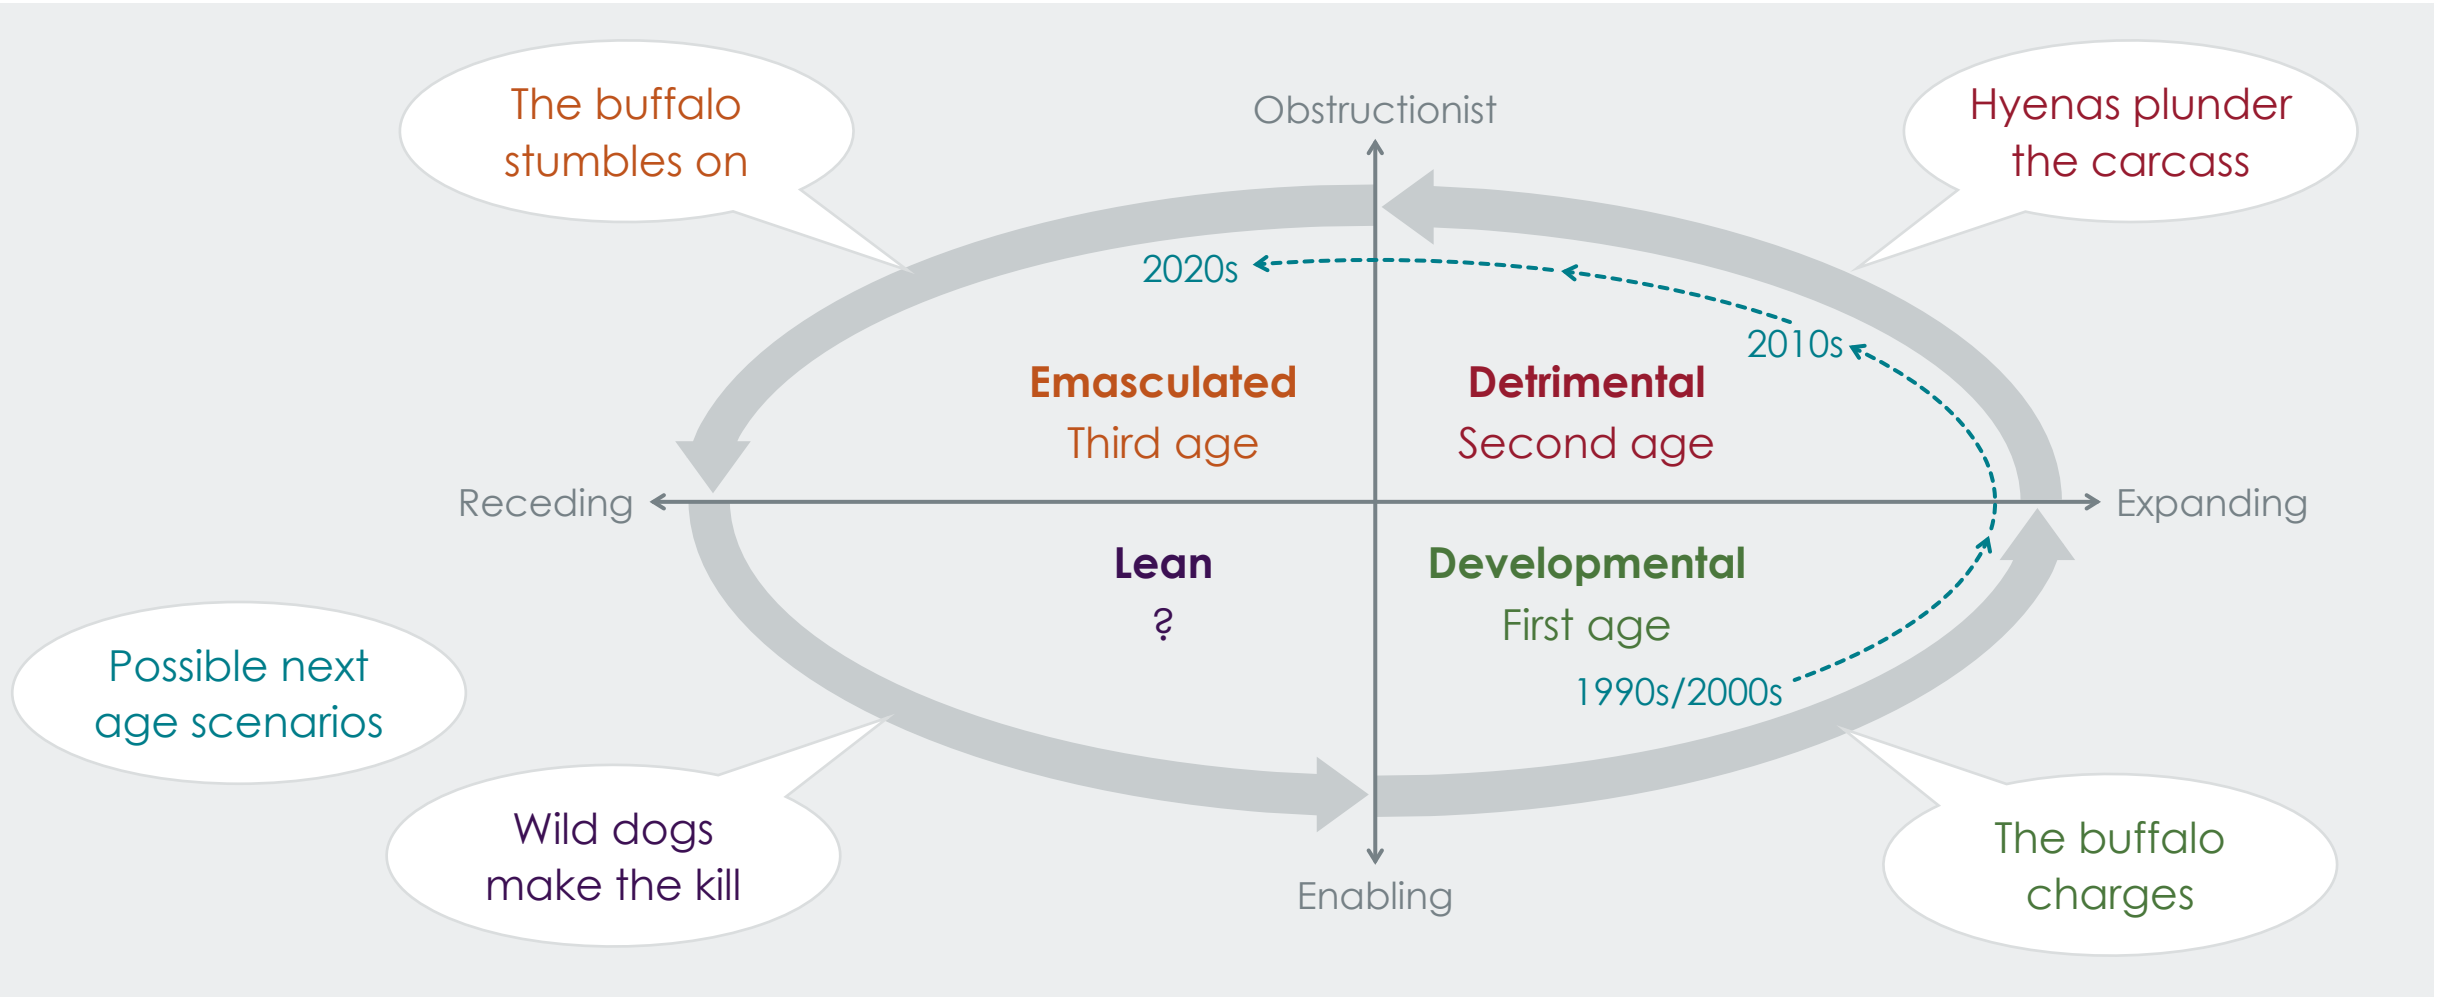 The buffalo
stumbles on
Obstructionist
Hyenas plunder
the carcass
2020s
2010s
Emasculated
Third age
Detrimental
Second age
Receding
Expanding
Lean
?
Developmental
First age
1990s/2000s
Possible next
age scenarios
Wild dogs
make the kill
Enabling
The buffalo
charges